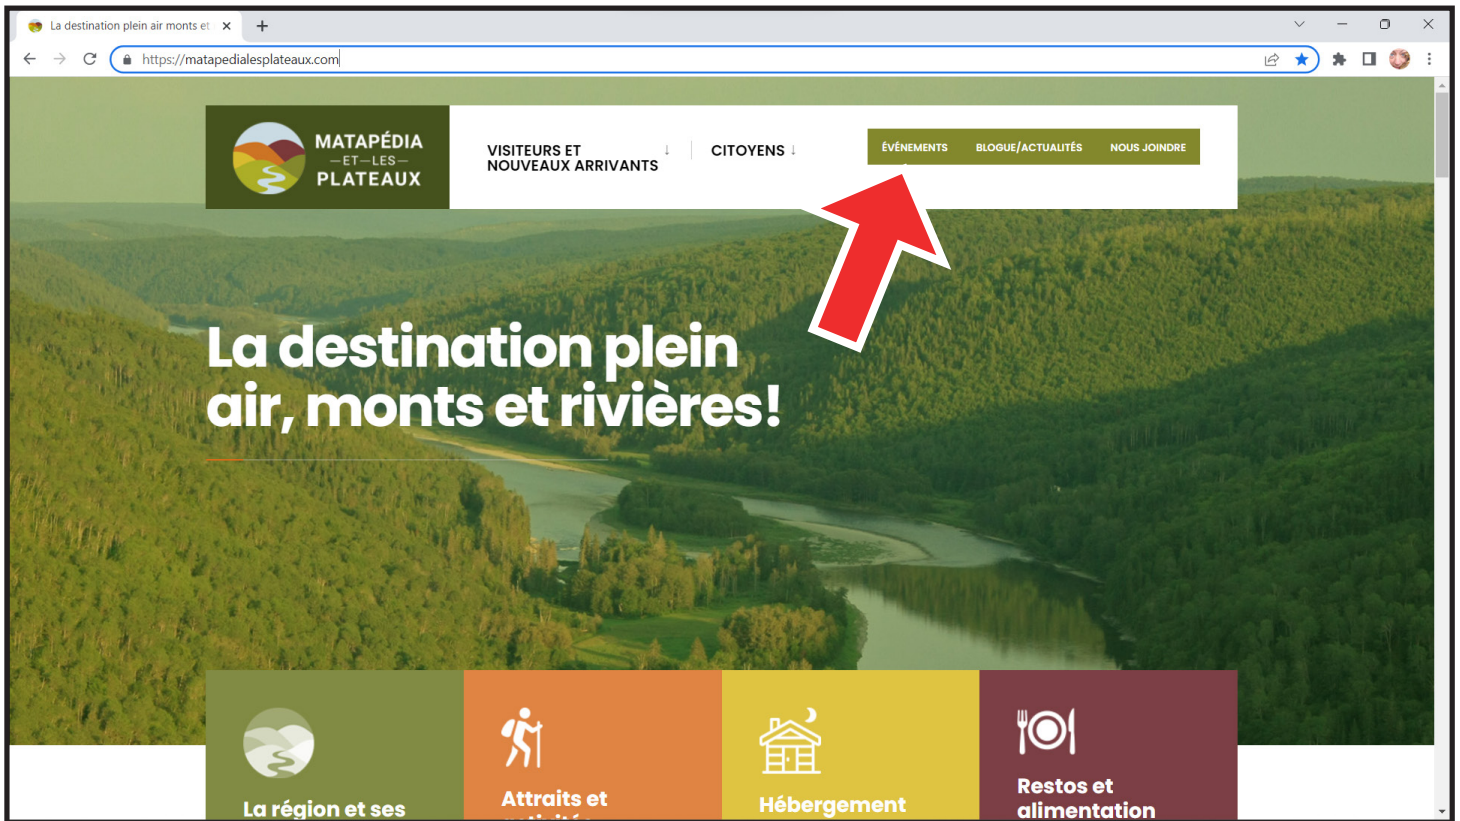 La destination plein air monts et
https://matapedialesplateaux.com
MATAPÉDIA
—ET—LES—
PLATEAUX
VISITEURS ET ↓
NOUVEAUX ARRIVANTS
CITOYENS ↓
ÉVÉNEMENTS BLOGUE/ACTUALITÉS NOUS JOINDRE
La destination plein
air, monts et rivières!
La région et ses
Attraits et
activités
Hébergement
Restos et
alimentation